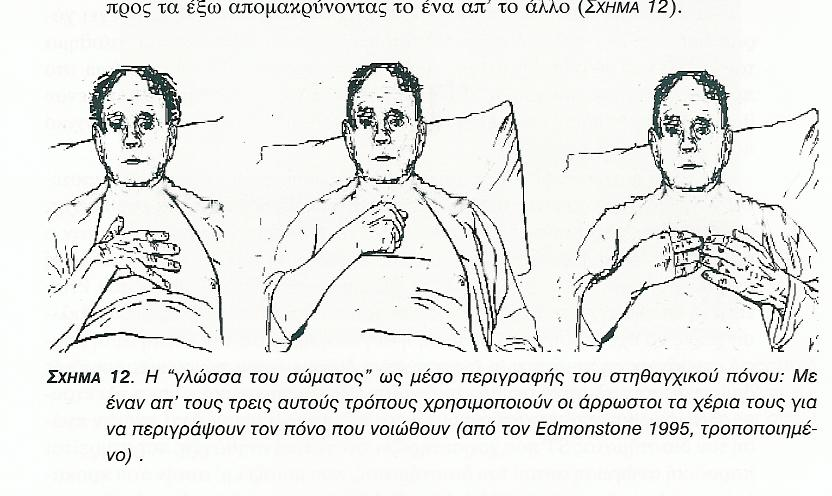 προς τα έξω απομακρύνοντας το ένα απ' το άλλο (ΣΧΗΜΑ 12).
ΣΧΗΜΑ 12. Η “γλώσσα του σώματος” ως μέσο περιγραφής του στηθαγχικού πόνου: Με
έναν απ' τους τρεις αυτούς τρόπους χρησιμοποιούν οι άρρωστοι τα χέρια τους για
να περιγράψουν τον πόνο που νοιώθουν (από τον Edmonstone 1995, τροποποιημέ-
νο) .